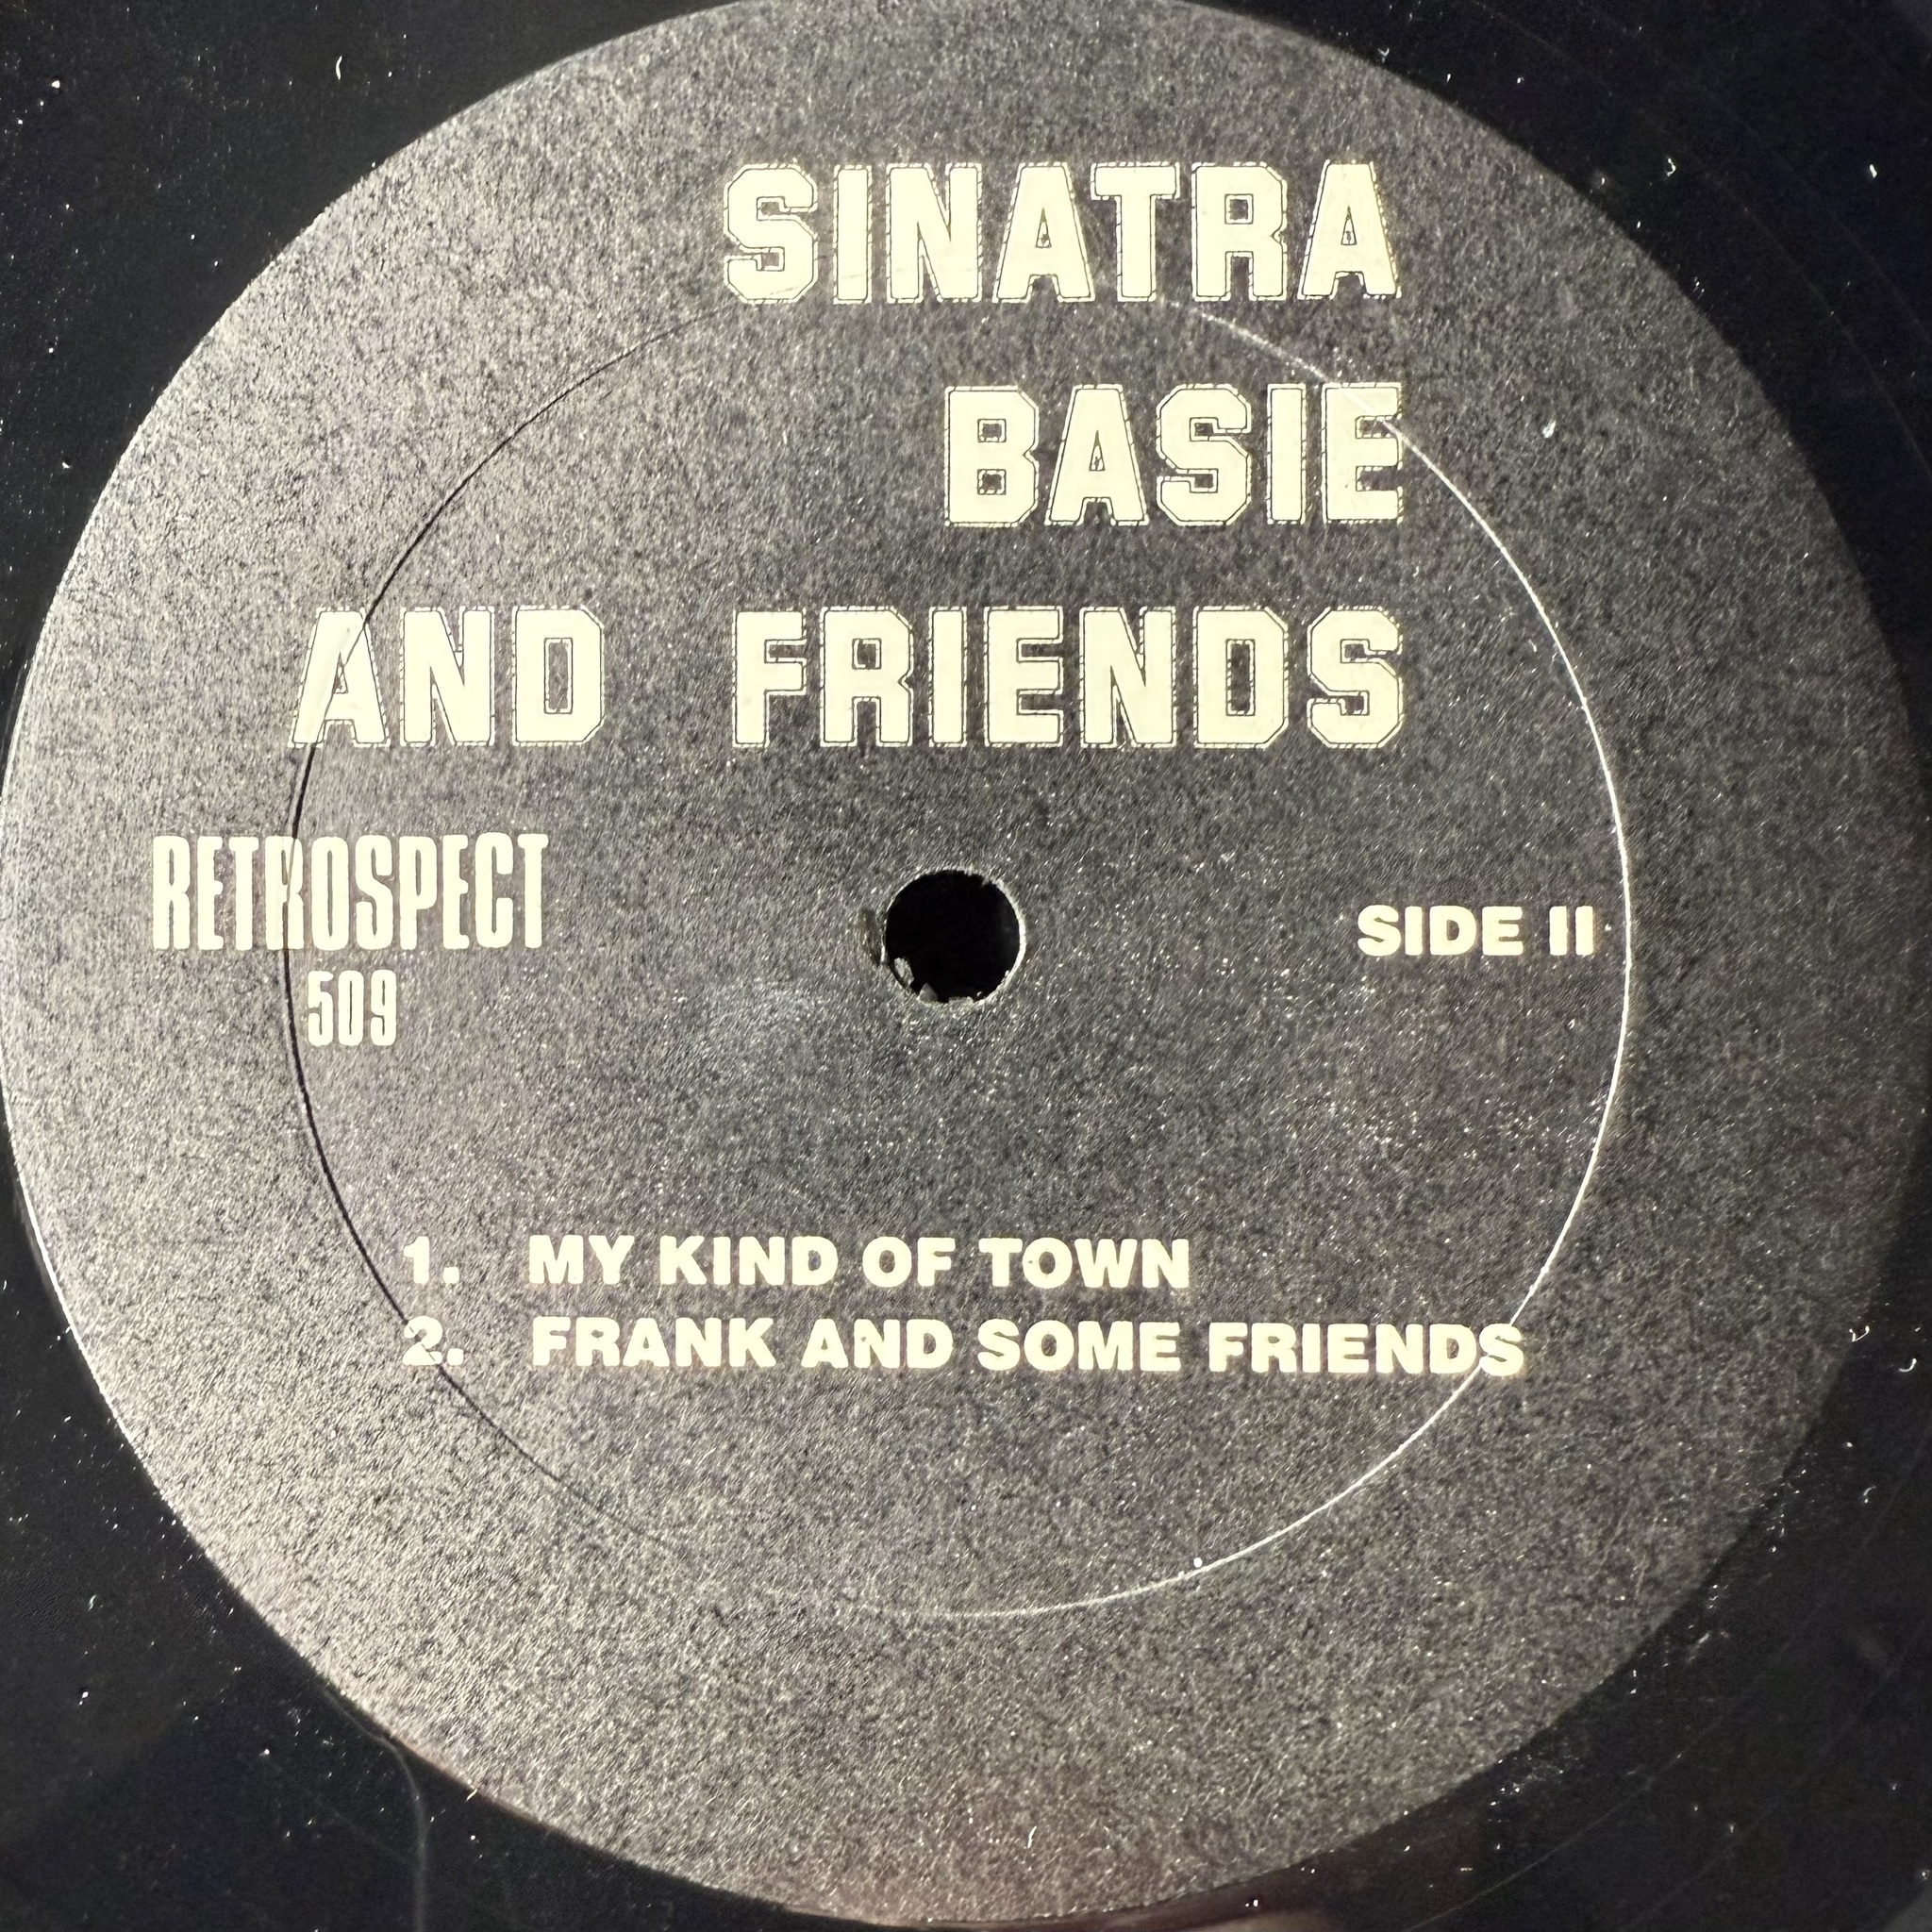 SINATRA
BASIE
AND FRIENDS
RETROSPECT
509
SIDE II
1. MY KIND OF TOWN
2. FRANK AND SOME FRIENDS